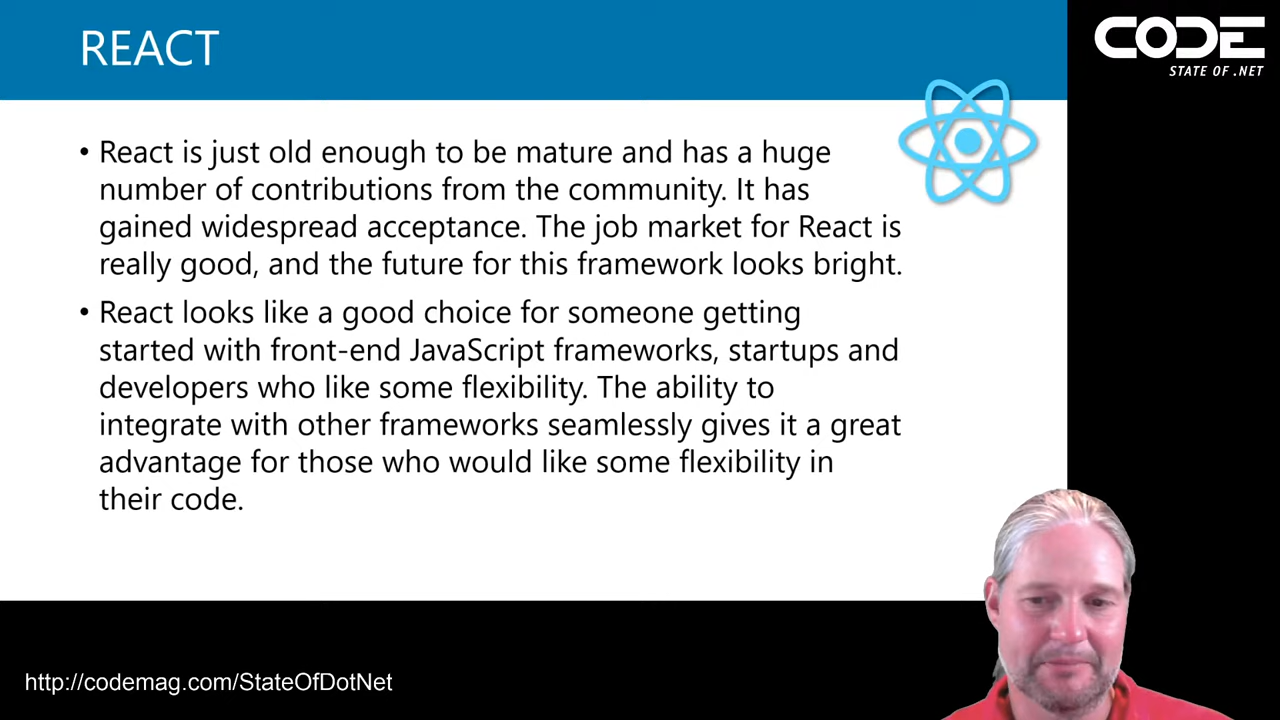 REACT
CODE
STATE OF .NET
• React is just old enough to be mature and has a huge
number of contributions from the community. It has
gained widespread acceptance. The job market for React is
really good, and the future for this framework looks bright.
• React looks like a good choice for someone getting
started with front-end JavaScript frameworks, startups and
developers who like some flexibility. The ability to
integrate with other frameworks seamlessly gives it a great
advantage for those who would like some flexibility in
their code.
http://codemag.com/StateOfDotNet